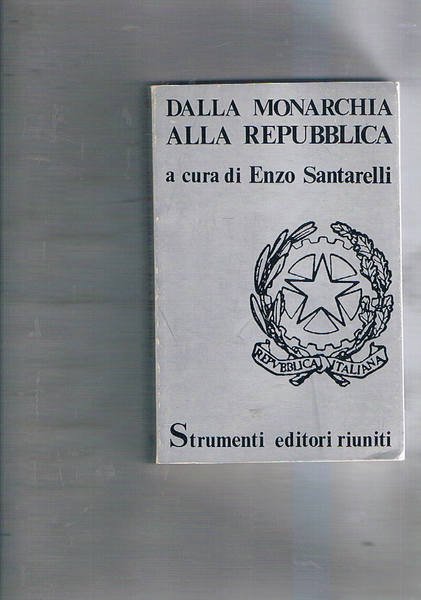 DALLA MONARCHIA
ALLA REPUBBLICA
a cura di Enzo Santarelli
REPVBBLICA ITALIANA
Strumenti editori riuniti